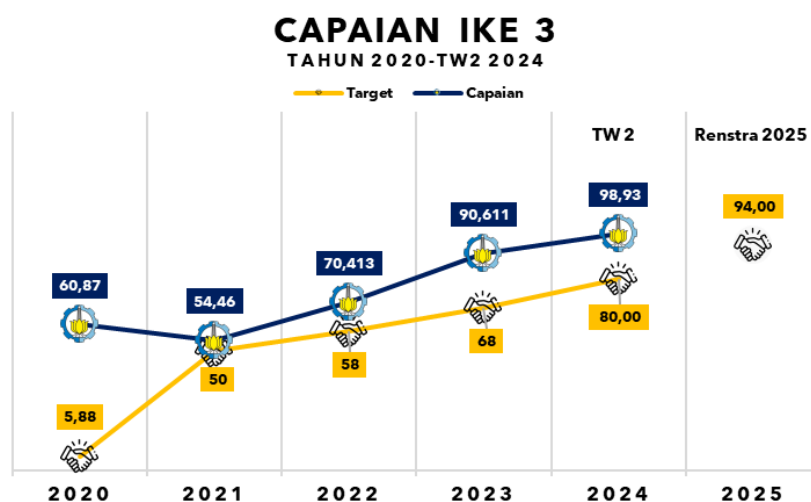 CAPAIAN IKE 3
TAHUN 2020-TW2 2024
Target Capaian
TW 2 Renstra 2025
60,87 54,46 70,413 90,611 98,93 94,00
5,88 50 58 68 80,00
2020 2021 2022 2023 2024 2025